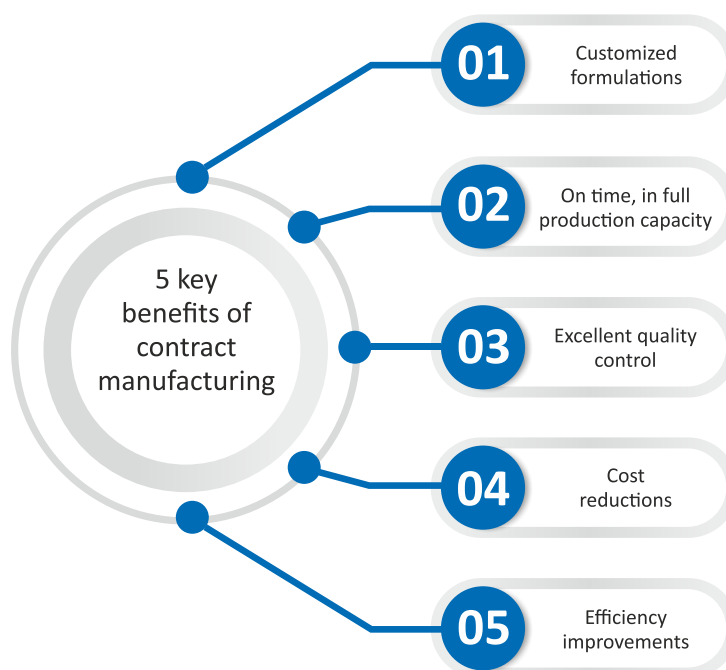 5 key
benefits of
contract
manufacturing
01
Customized
formulations
02
On time, in full
production capacity
03
Excellent quality
control
04
Cost
reductions
05
Efficiency
improvements